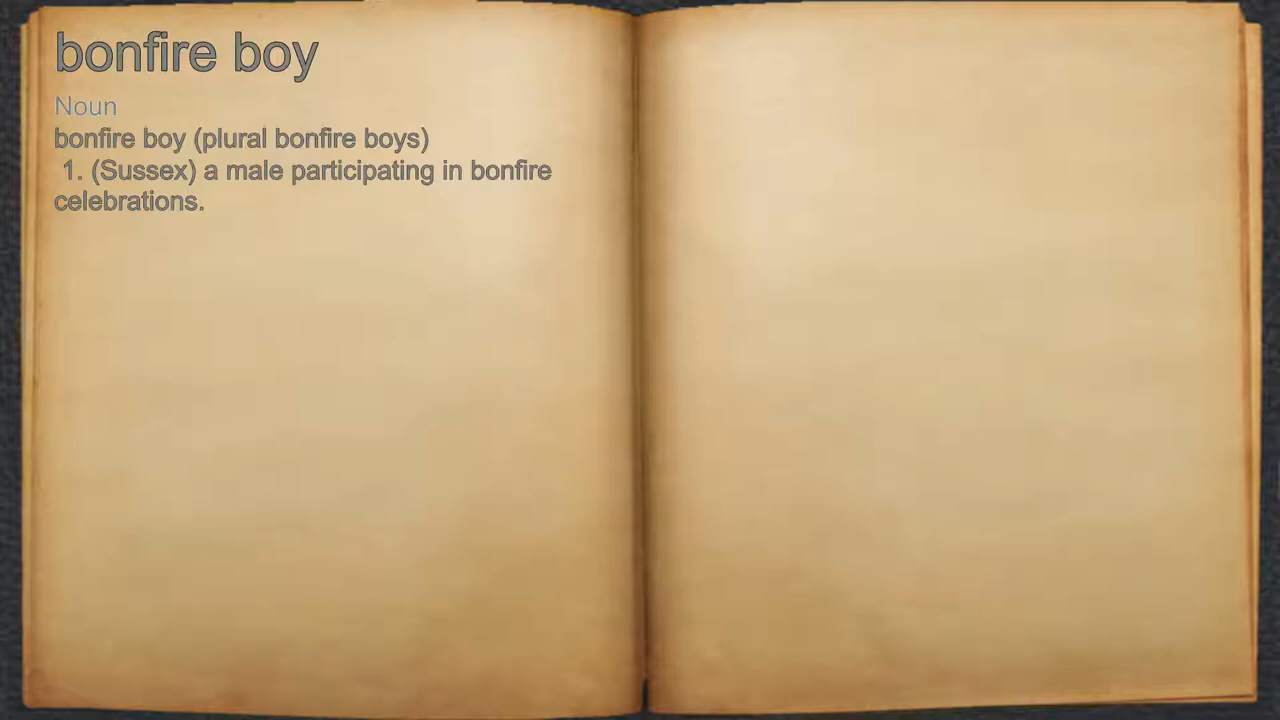 bonfire boy
Noun
bonfire boy (plural bonfire boys)
1. (Sussex) a male participating in bonfire
celebrations.